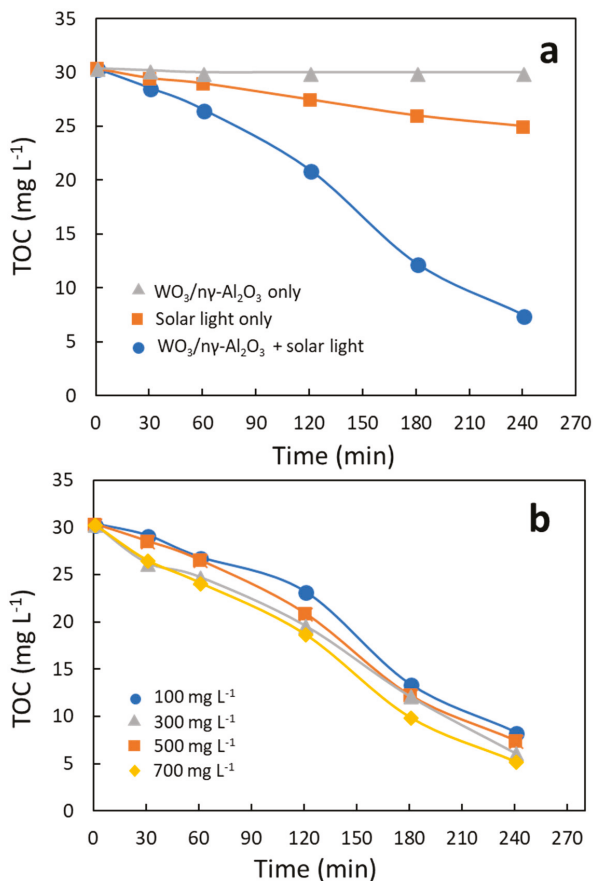 a
35
30
25
20
15
10
5
0
TOC (mg L⁻¹)
WO₃/nγ-Al₂O₃ only
Solar light only
WO₃/nγ-Al₂O₃ + solar light
0 30 60 90 120 150 180 210 240 270
Time (min)
b
35
30
25
20
15
10
5
0
TOC (mg L⁻¹)
100 mg L⁻¹
300 mg L⁻¹
500 mg L⁻¹
700 mg L⁻¹
0 30 60 90 120 150 180 210 240 270
Time (min)